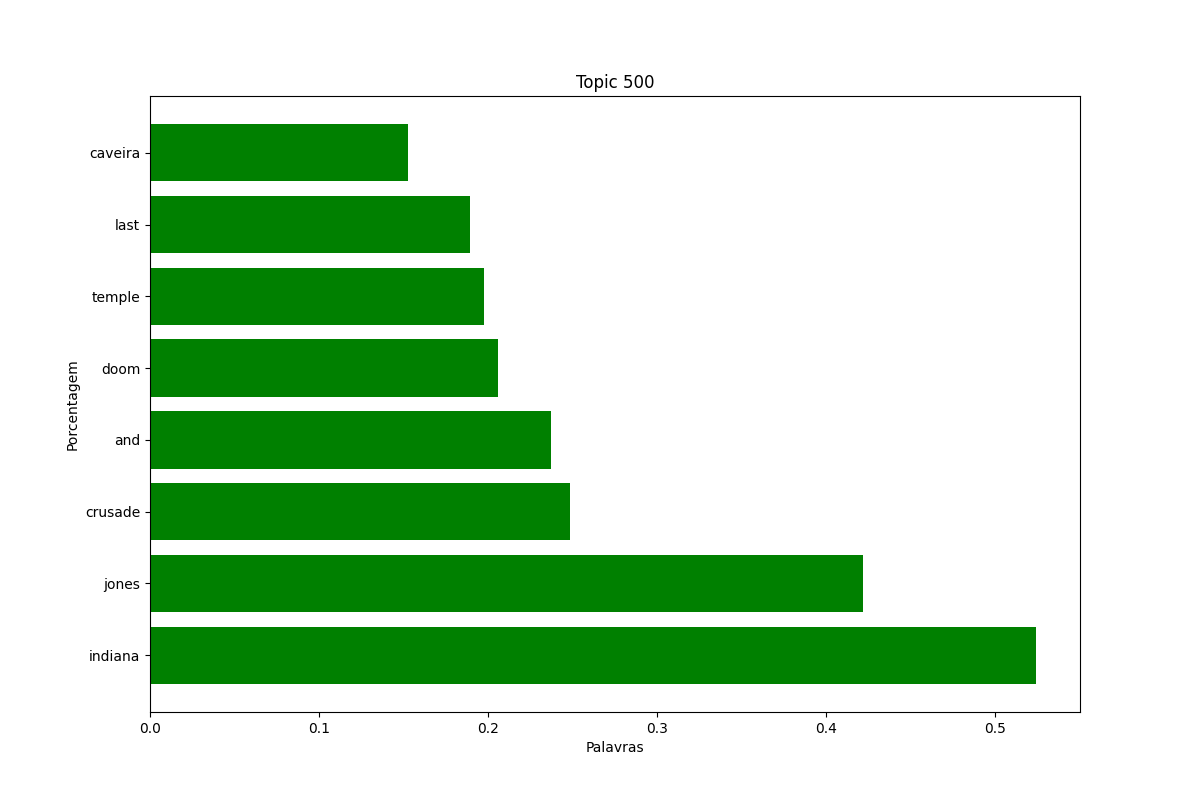 Topic 500
caveira
last
temple
doom
and
crusade
jones
indiana
Porcentagem
0.0 0.1 0.2 0.3 0.4 0.5
Palavras